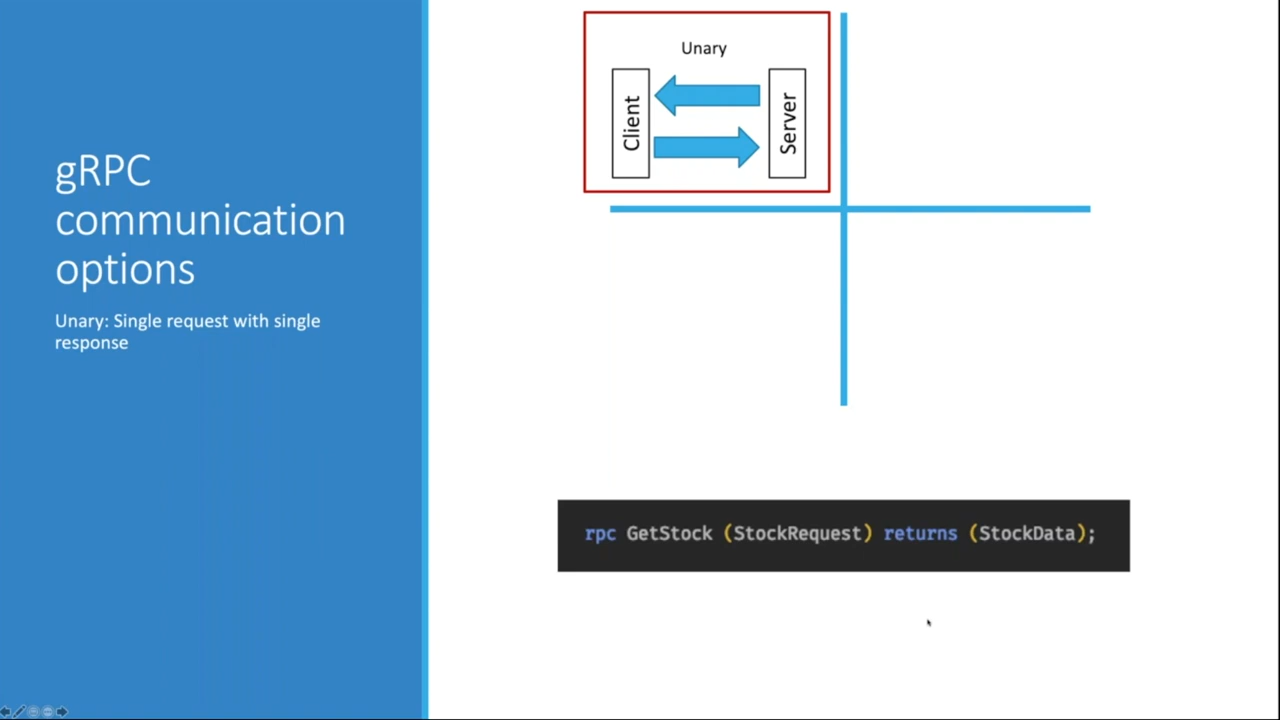 gRPC
communication
options
Unary: Single request with single
response
Unary
Client
Server
rpc GetStock (StockRequest) returns (StockData);